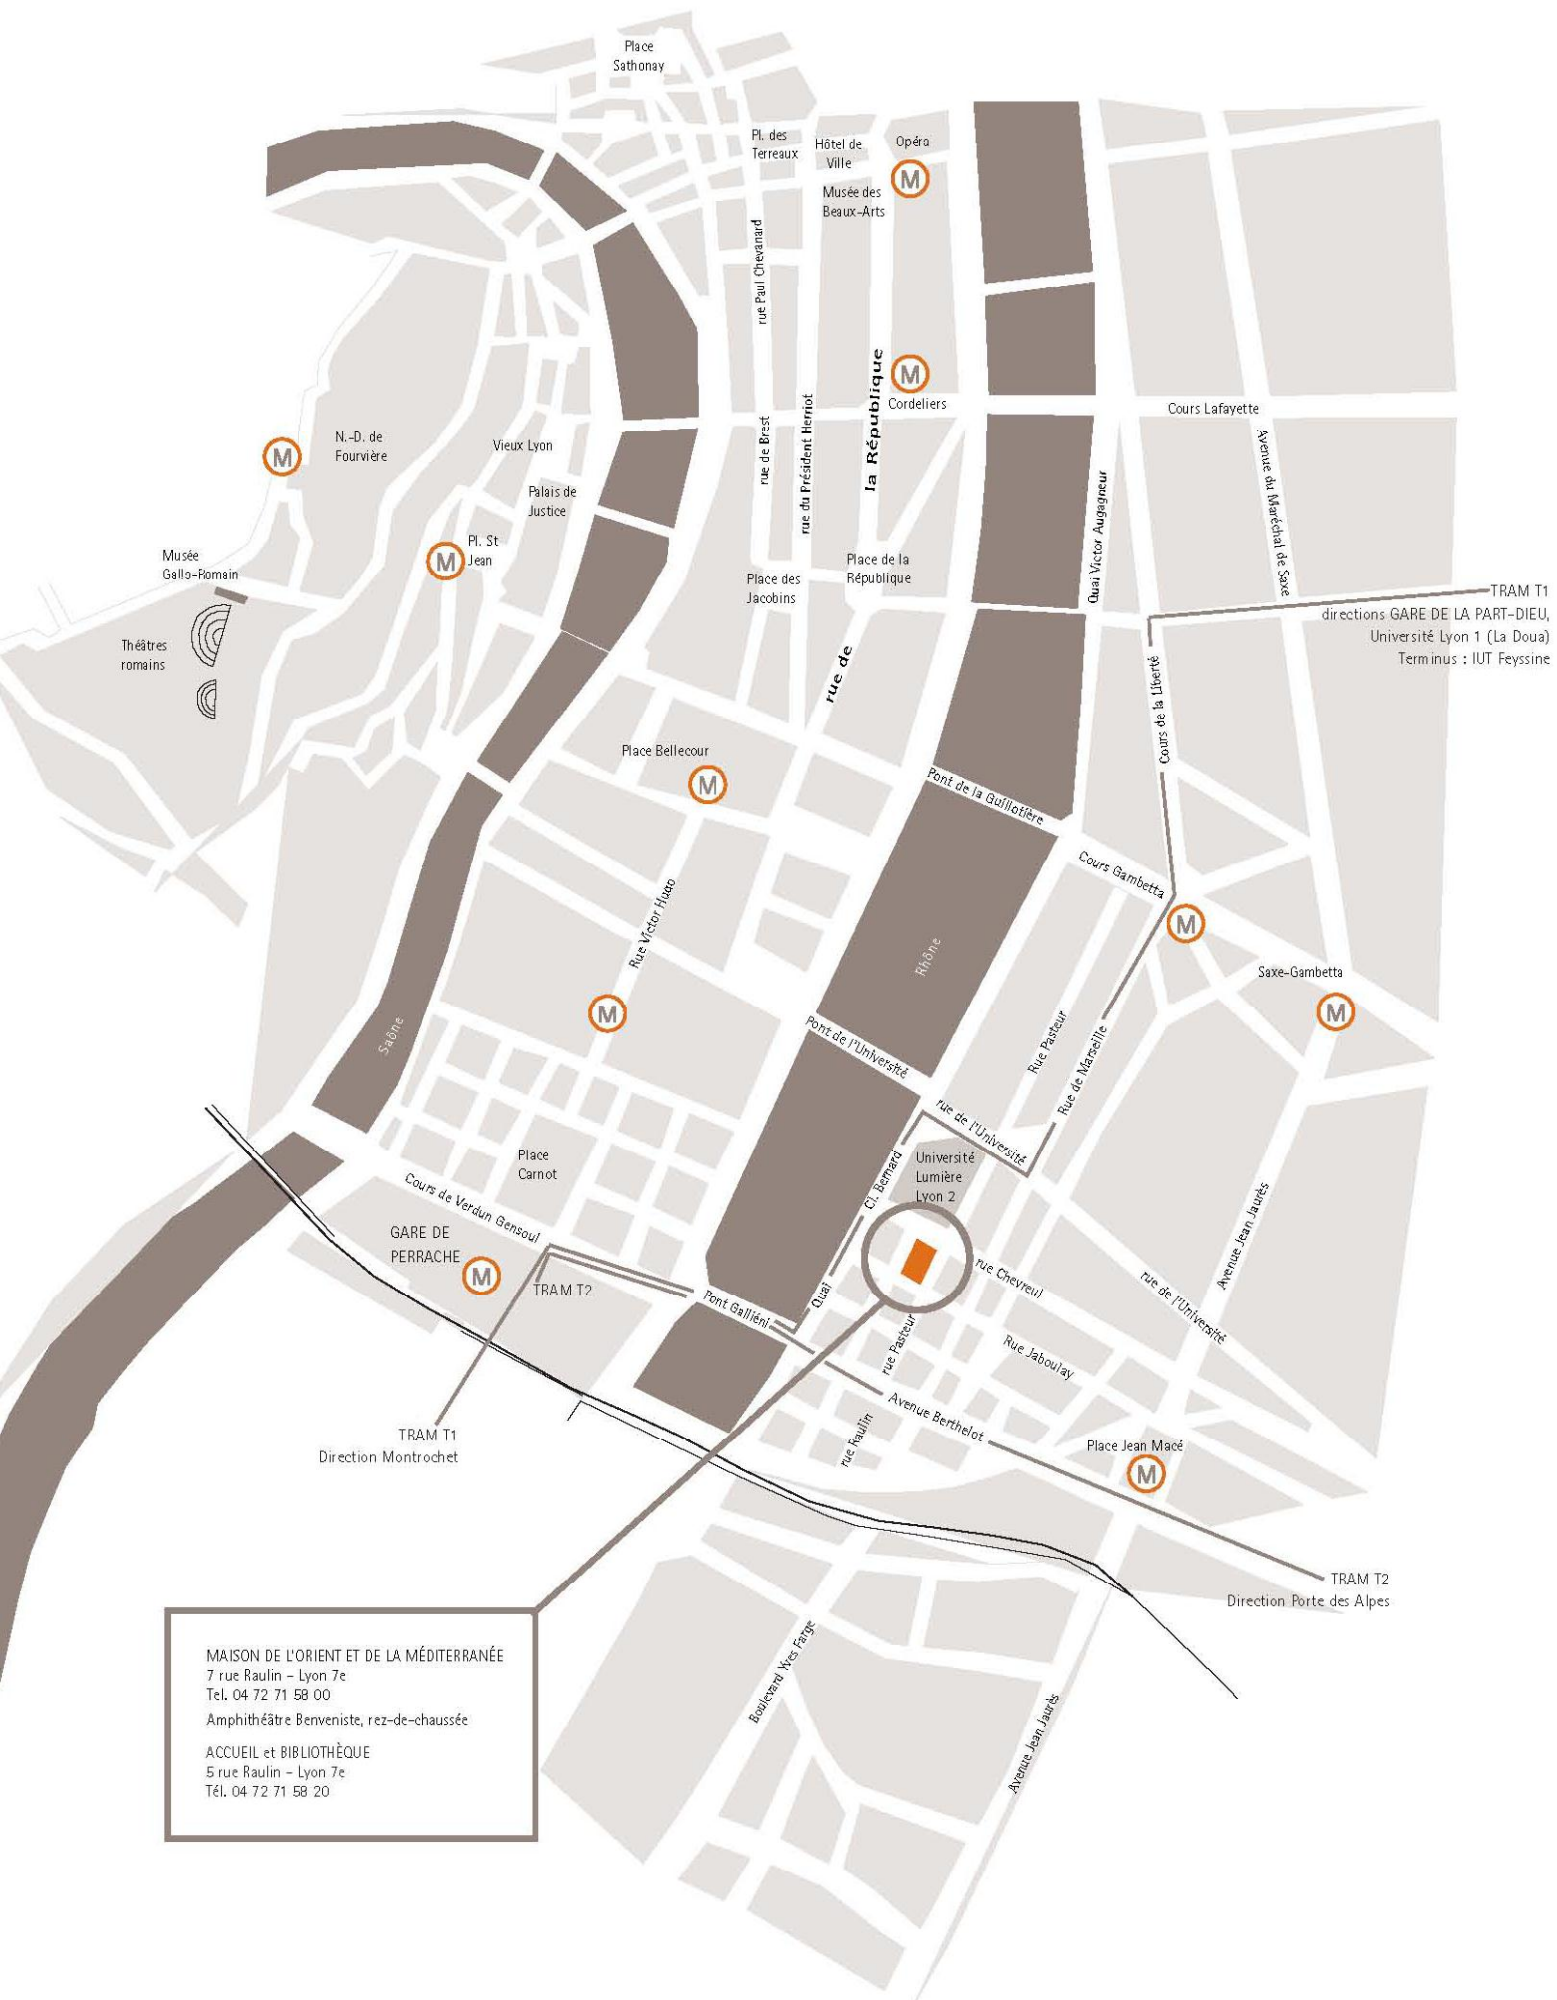 Place
Sathonay
Pl. des
Terreaux
Hôtel de
Ville
Opéra
M
Musée des
Beaux-Arts
rue Paul Chevanard
la République
M
Cordeliers
Cours Lafayette
rue de Brest
rue du Président Herriot
Avenue du Maréchal de Saxe
Quai Victor Augagneur
N.-D. de
Fourvière
M
Vieux Lyon
Palais de
Justice
Pl. St
Jean
M
Musée
Gallo-Romain
Place de la
République
Place des
Jacobins
TRAM T1
directions GARE DE LA PART-DIEU,
Université Lyon 1 (La Doua)
Terminus : IUT Feyssine
Théâtres
romains
rue de
Cours de la Liberté
Place Bellecour
M
Pont de la Guillotière
Cours Gambetta
M
Rue Victor Hugo
Rhône
Saxe-Gambetta
M
M
Saône
Pont de l'Université
Rue Pasteur
Rue de Marseille
rue de l'Université
Place
Carnot
Université
Lumière
Lyon 2
Cl. Bernard
Cours de Verdun Gensoul
GARE DE
PERRACHE
M
TRAM T2
Pont Galliéni
Quai
rue Chevreul
Avenue Jean Jaurès
rue de l'Université
rue Pasteur
Rue Jaboulay
Avenue Berthelot
rue Raulin
Place Jean Macé
M
TRAM T1
Direction Montrochet
TRAM T2
Direction Porte des Alpes
Boulevard Yves Farge
Avenue Jean Jaurès
MAISON DE L'ORIENT ET DE LA MÉDITERRANÉE
7 rue Raulin – Lyon 7e
Tel. 04 72 71 58 00
Amphithéâtre Benveniste, rez-de-chaussée
ACCUEIL et BIBLIOTHÈQUE
5 rue Raulin – Lyon 7e
Tél. 04 72 71 58 20